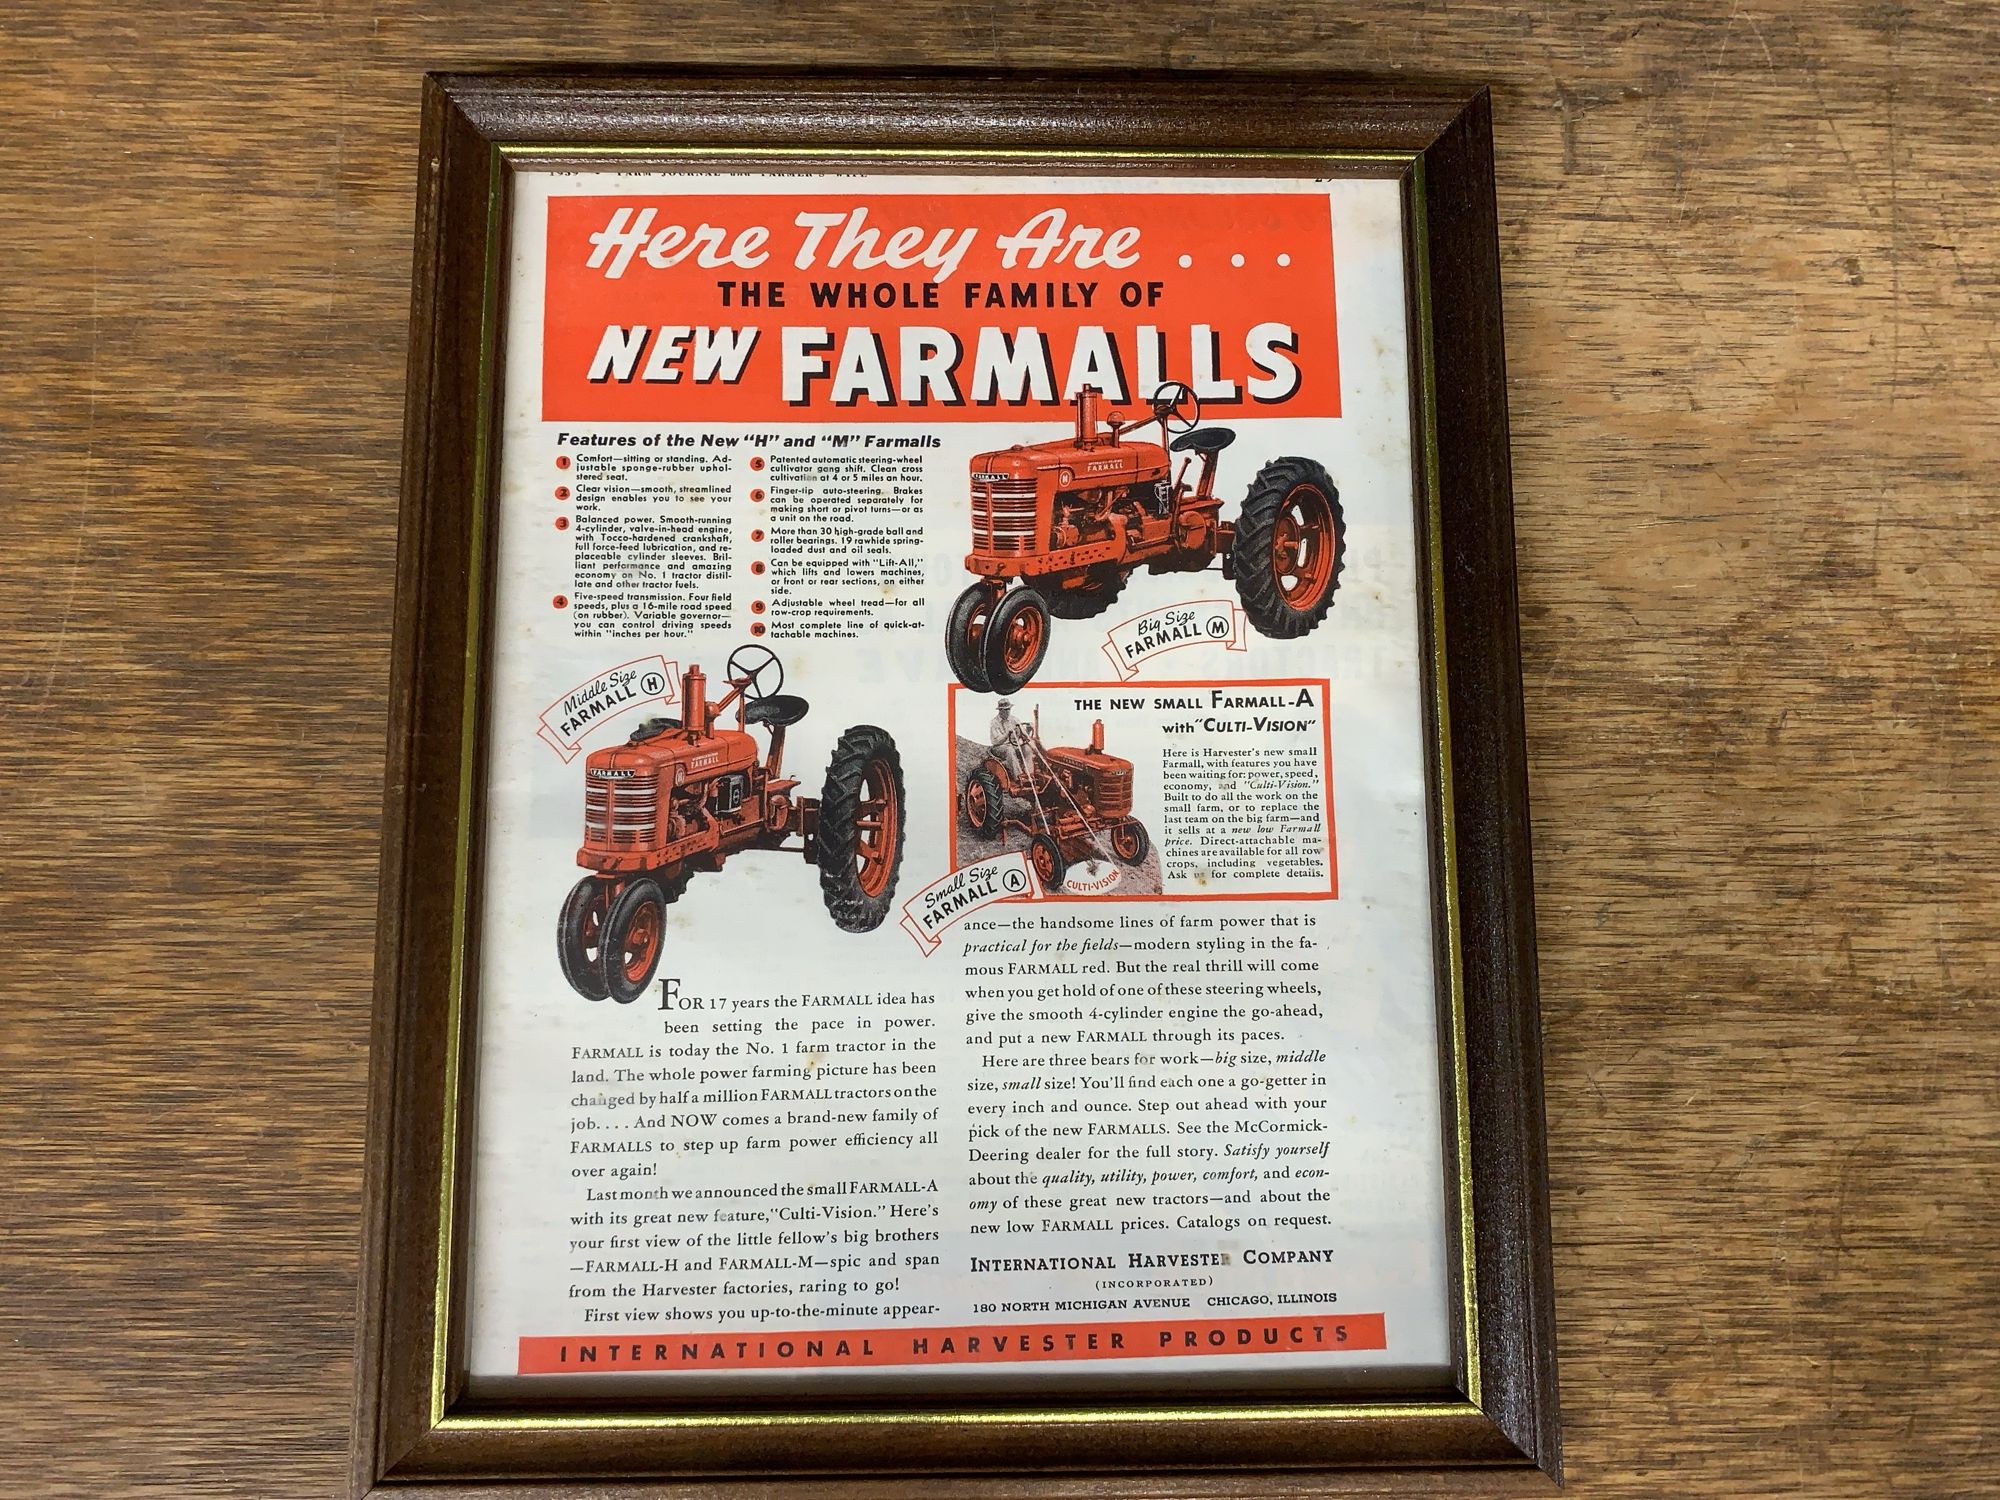 1939 · FARM JOURNAL and FARMER'S WIFE
Here They Are . . .
THE WHOLE FAMILY OF
NEW FARMALLS
Features of the New "H" and "M" Farmalls
1 Comfort—sitting or standing. Ad-
justable sponge-rubber uphol-
stered seat.
2 Clear vision—smooth, streamlined
design enables you to see your
work.
3 Balanced power. Smooth-running
4-cylinder, valve-in-head engine,
with Tocco-hardened crankshaft,
full force-feed lubrication, and re-
placeable cylinder sleeves. Bril-
liant performance and amazing
economy on No. 1 tractor distil-
late and other tractor fuels.
4 Five-speed transmission. Four field
speeds, plus a 16-mile road speed
(on rubber). Variable governor—
you can control driving speeds
within "inches per hour."
5 Patented automatic steering-wheel
cultivator gang shift. Clean cross
cultivation at 4 or 5 miles an hour.
6 Finger-tip auto-steering. Brakes
can be operated separately for
making short or pivot turns—or as
a unit on the road.
7 More than 30 high-grade ball and
roller bearings. 19 rawhide spring-
loaded dust and oil seals.
8 Can be equipped with "Lift-All,"
which lifts and lowers machines,
or front or rear sections, on either
side.
9 Adjustable wheel tread—for all
row-crop requirements.
10 Most complete line of quick-at-
tachable machines.
FARMALL
M
FARMALL
Big Size
FARMALL M
Middle Size
FARMALL H
FARMALL
H
FARMALL
THE NEW SMALL FARMALL-A
with "CULTI-VISION"
Here is Harvester's new small
Farmall, with features you have
been waiting for: power, speed,
economy, and "Culti-Vision."
Built to do all the work on the
small farm, or to replace the
last team on the big farm—and
it sells at a new low Farmall
price. Direct-attachable ma-
chines are available for all row
crops, including vegetables.
Ask us for complete details.
CULTI-VISION
Small Size
FARMALL A
FOR 17 years the FARMALL idea has
been setting the pace in power.
FARMALL is today the No. 1 farm tractor in the
land. The whole power farming picture has been
changed by half a million FARMALL tractors on the
job. . . . And NOW comes a brand-new family of
FARMALLS to step up farm power efficiency all
over again!
Last month we announced the small FARMALL-A
with its great new feature, "Culti-Vision." Here's
your first view of the little fellow's big brothers
—FARMALL-H and FARMALL-M—spic and span
from the Harvester factories, raring to go!
First view shows you up-to-the-minute appear-
ance—the handsome lines of farm power that is
practical for the fields—modern styling in the fa-
mous FARMALL red. But the real thrill will come
when you get hold of one of these steering wheels,
give the smooth 4-cylinder engine the go-ahead,
and put a new FARMALL through its paces.
Here are three bears for work—big size, middle
size, small size! You'll find each one a go-getter in
every inch and ounce. Step out ahead with your
pick of the new FARMALLS. See the McCormick-
Deering dealer for the full story. Satisfy yourself
about the quality, utility, power, comfort, and econ-
omy of these great new tractors—and about the
new low FARMALL prices. Catalogs on request.
INTERNATIONAL HARVESTER COMPANY
(INCORPORATED)
180 NORTH MICHIGAN AVENUE CHICAGO, ILLINOIS
INTERNATIONAL HARVESTER PRODUCTS